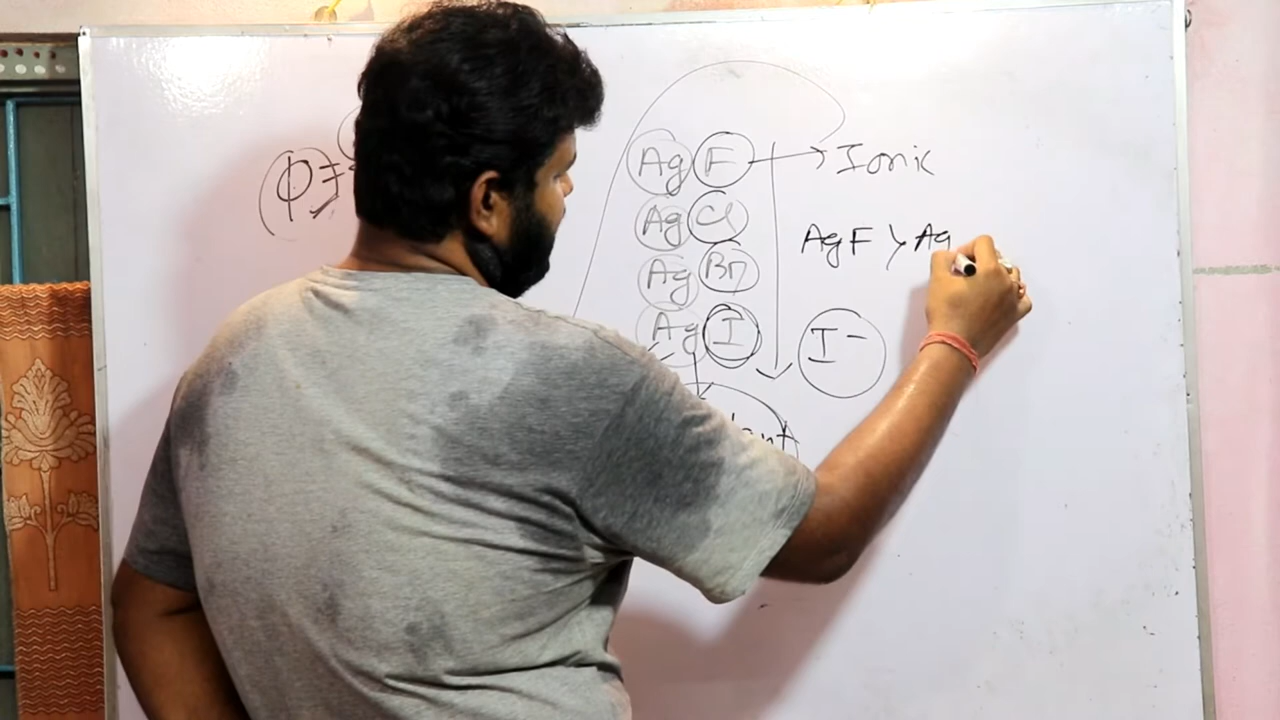 Ag F → Ionic
Ag Cl
AgF > Ag
Ag Br
Ag I
I⁻